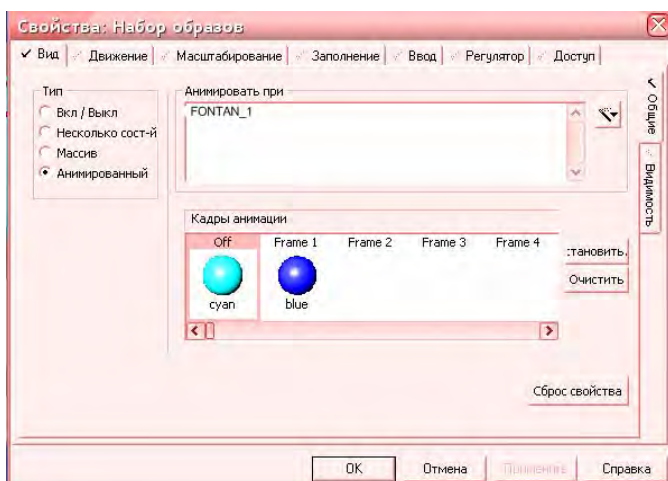 Свойства: Набор образов
Вид Движение Масштабирование Заполнение Ввод Регулятор Доступ
Тип
Вкл / Выкл
Несколько сост-й
Массив
Анимированный
Анимировать при
FONTAN_1
Общие
Видимость
Кадры анимации
Off Frame 1 Frame 2 Frame 3 Frame 4
cyan blue
становить.
Очистить
Сброс свойства
OK Отмена Применить Справка